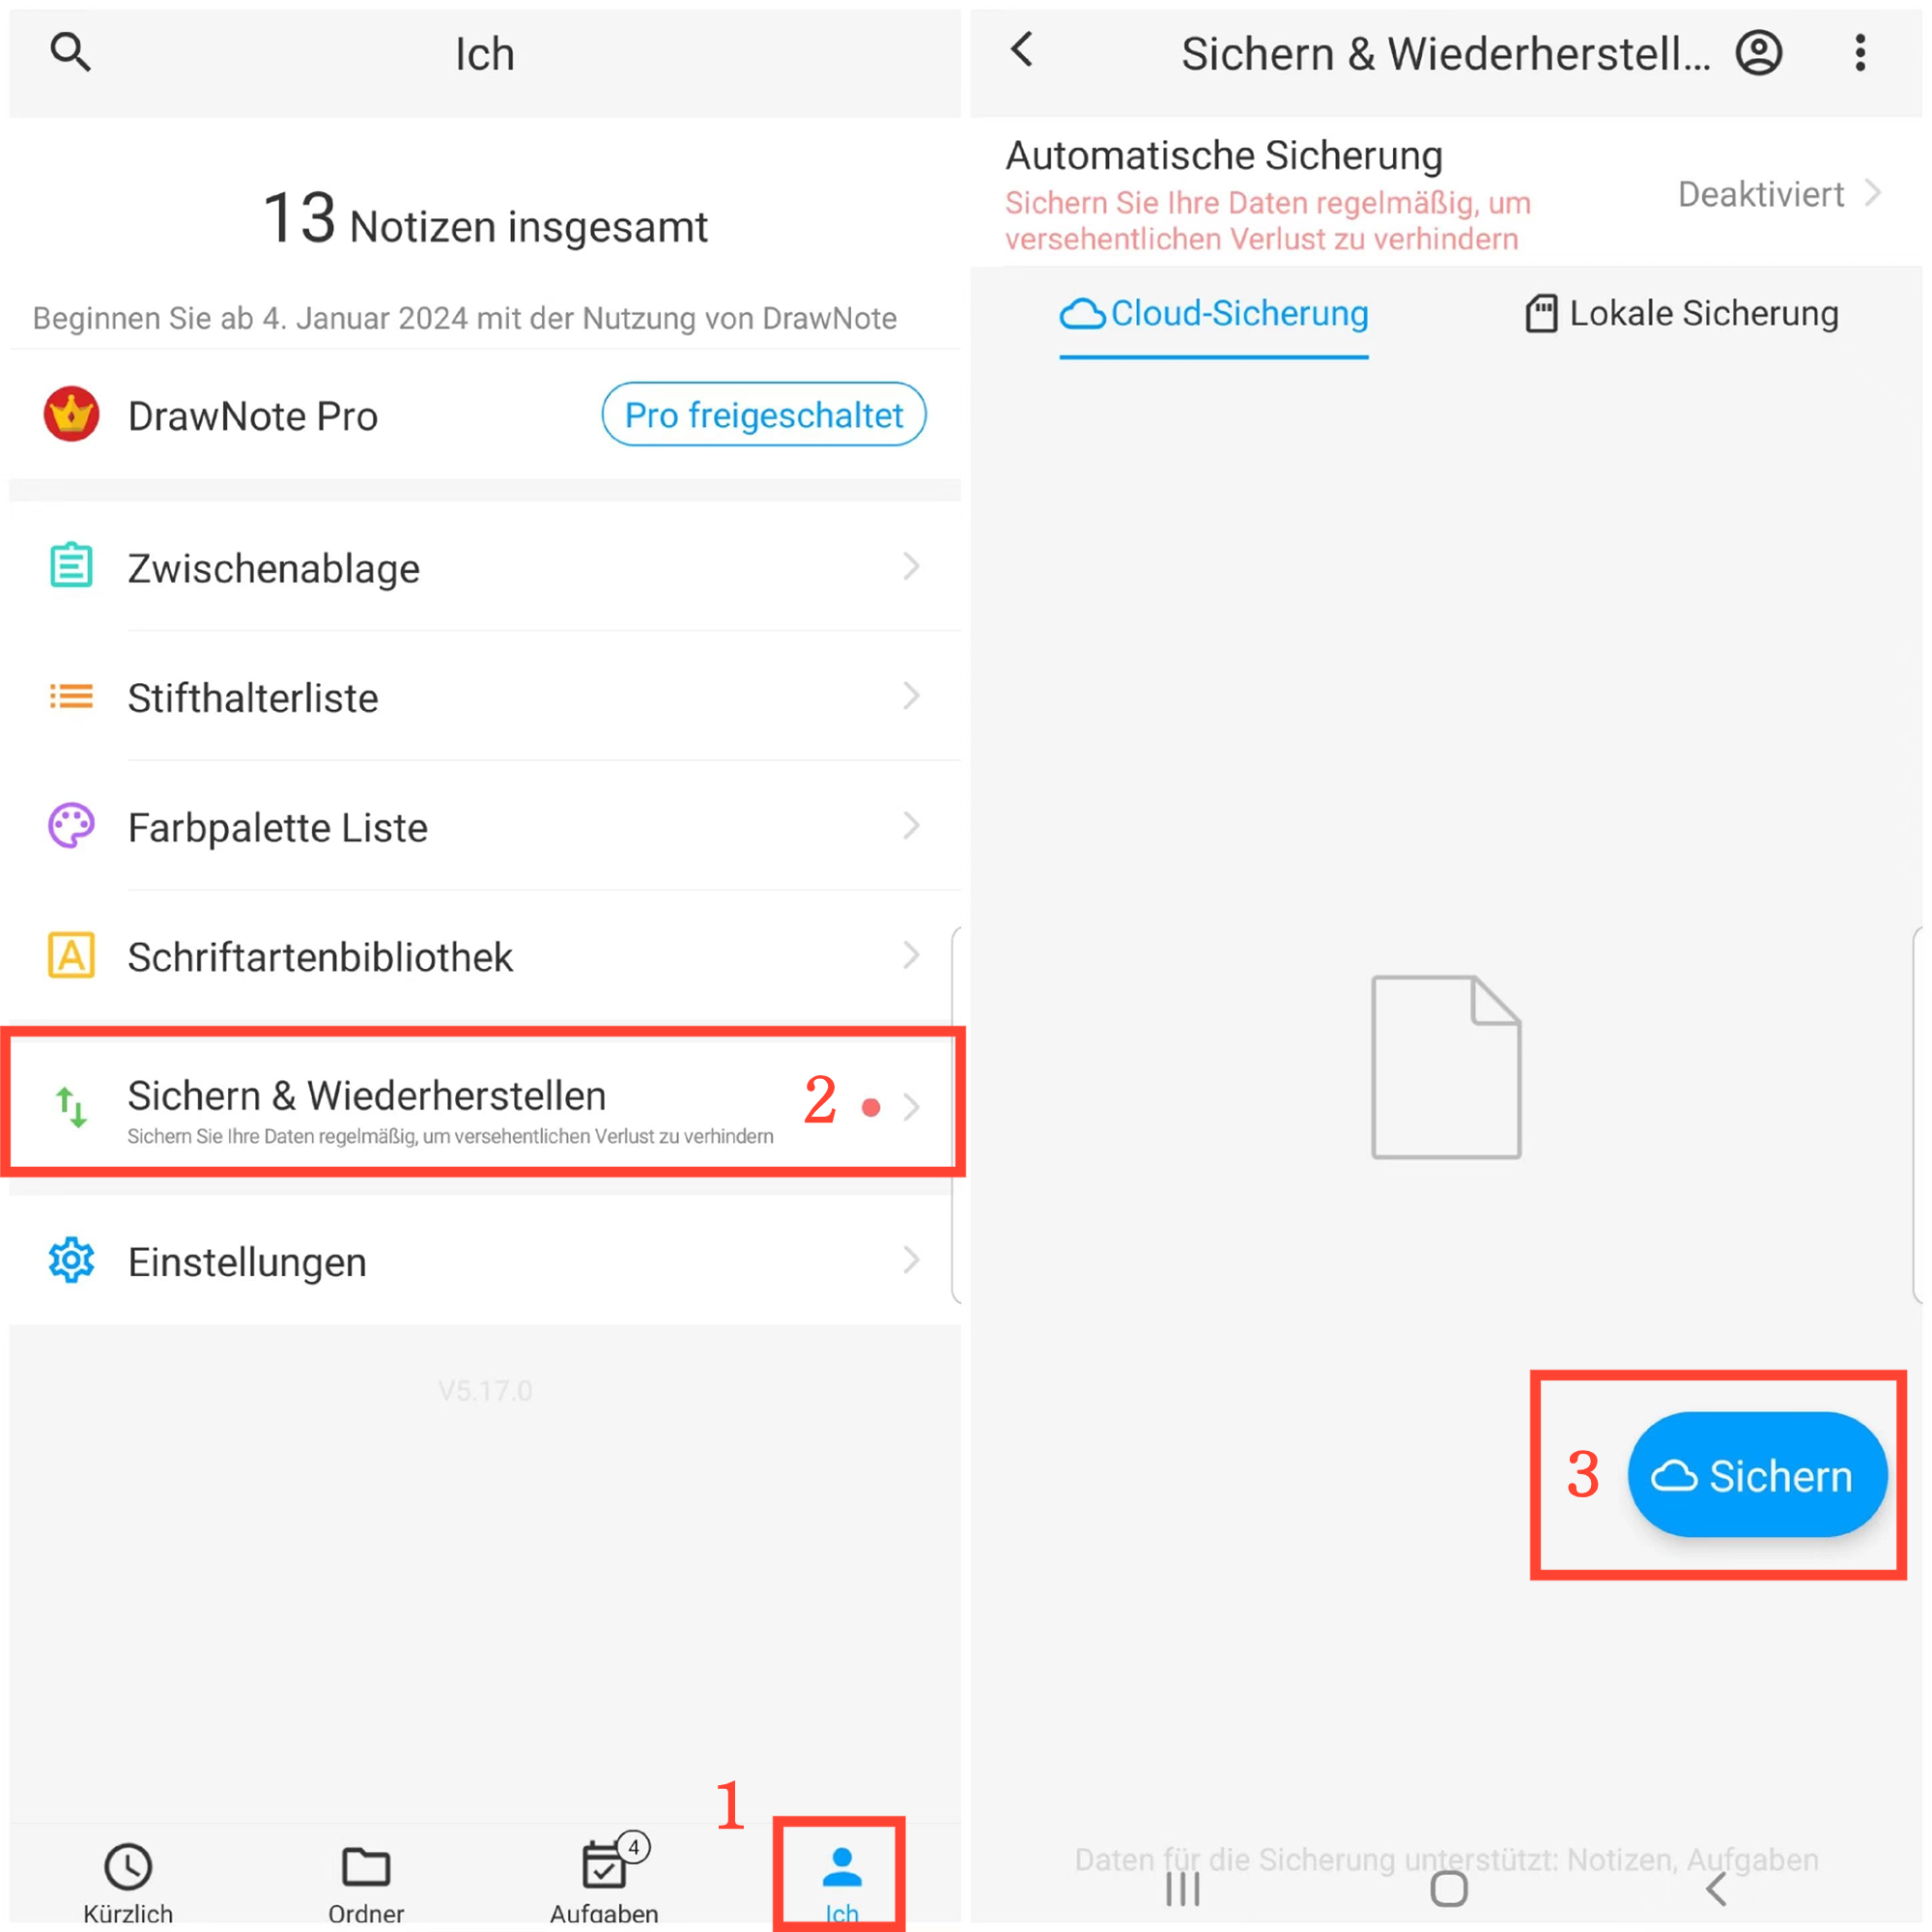 Ich
13 Notizen insgesamt
Beginnen Sie ab 4. Januar 2024 mit der Nutzung von DrawNote
DrawNote Pro
Pro freigeschaltet
Zwischenablage
Stifthalterliste
Farbpalette Liste
A Schriftartenbibliothek
Sichern & Wiederherstellen
Sichern Sie Ihre Daten regelmäßig, um versehentlichen Verlust zu verhindern
2
Einstellungen
V5.17.0
1
4
Kürzlich
Ordner
Aufgaben
Ich
Sichern & Wiederherstell...
Automatische Sicherung
Sichern Sie Ihre Daten regelmäßig, um
versehentlichen Verlust zu verhindern
Deaktiviert
Cloud-Sicherung
Lokale Sicherung
3
Sichern
Daten für die Sicherung unterstützt: Notizen, Aufgaben